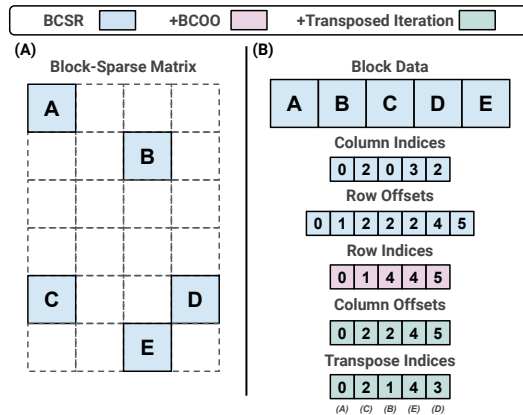 BCSR +BCOO +Transposed Iteration
(A)
Block-Sparse Matrix
A
B
C D
E
(B)
Block Data
A B C D E
Column Indices
0 2 0 3 2
Row Offsets
0 1 2 2 2 4 5
Row Indices
0 1 4 4 5
Column Offsets
0 2 2 4 5
Transpose Indices
0 2 1 4 3
(A) (C) (B) (E) (D)